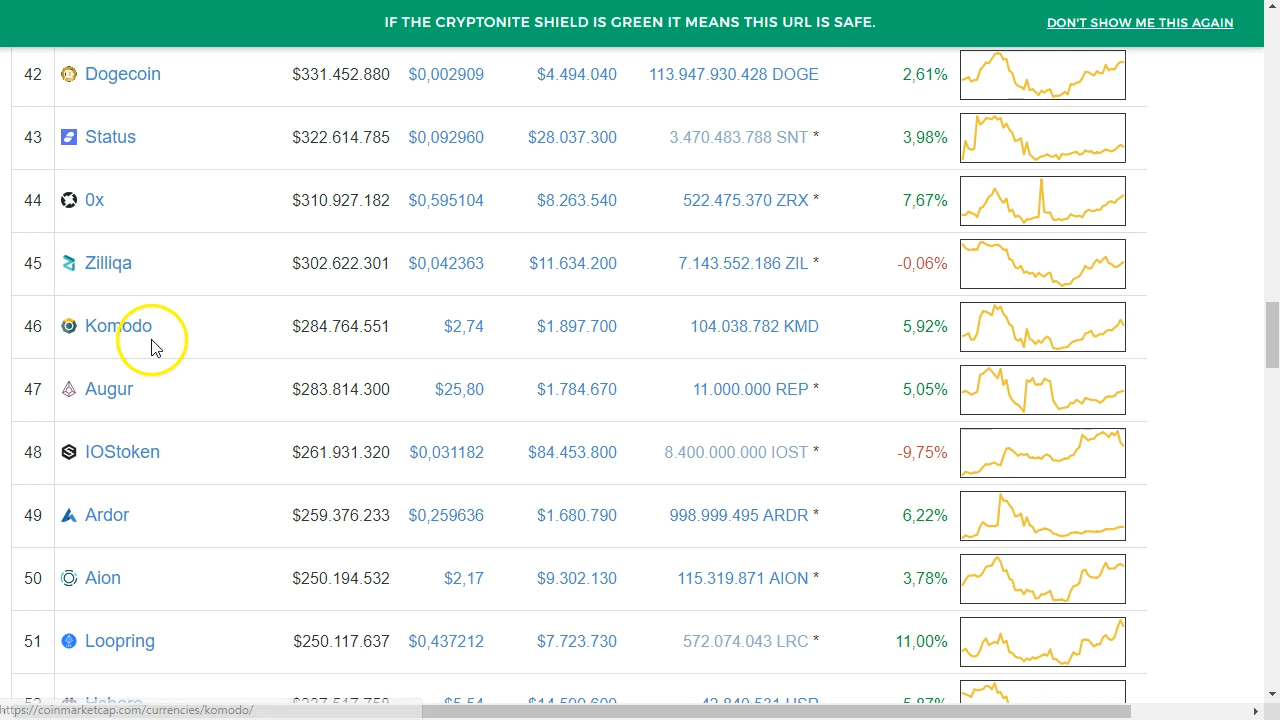 IF THE CRYPTONITE SHIELD IS GREEN IT MEANS THIS URL IS SAFE. DON'T SHOW ME THIS AGAIN
42 Dogecoin $331.452.880 $0,002909 $4.494.040 113.947.930.428 DOGE 2,61%
43 Status $322.614.785 $0,092960 $28.037.300 3.470.483.788 SNT * 3,98%
44 0x $310.927.182 $0,595104 $8.263.540 522.475.370 ZRX * 7,67%
45 Zilliqa $302.622.301 $0,042363 $11.634.200 7.143.552.186 ZIL * -0,06%
46 Komodo $284.764.551 $2,74 $1.897.700 104.038.782 KMD 5,92%
47 Augur $283.814.300 $25,80 $1.784.670 11.000.000 REP * 5,05%
48 IOStoken $261.931.320 $0,031182 $84.453.800 8.400.000.000 IOST * -9,75%
49 Ardor $259.376.233 $0,259636 $1.680.790 998.999.495 ARDR * 6,22%
50 Aion $250.194.532 $2,17 $9.302.130 115.319.871 AION * 3,78%
51 Loopring $250.117.637 $0,437212 $7.723.730 572.074.043 LRC * 11,00%
https://coinmarketcap.com/currencies/komodo/